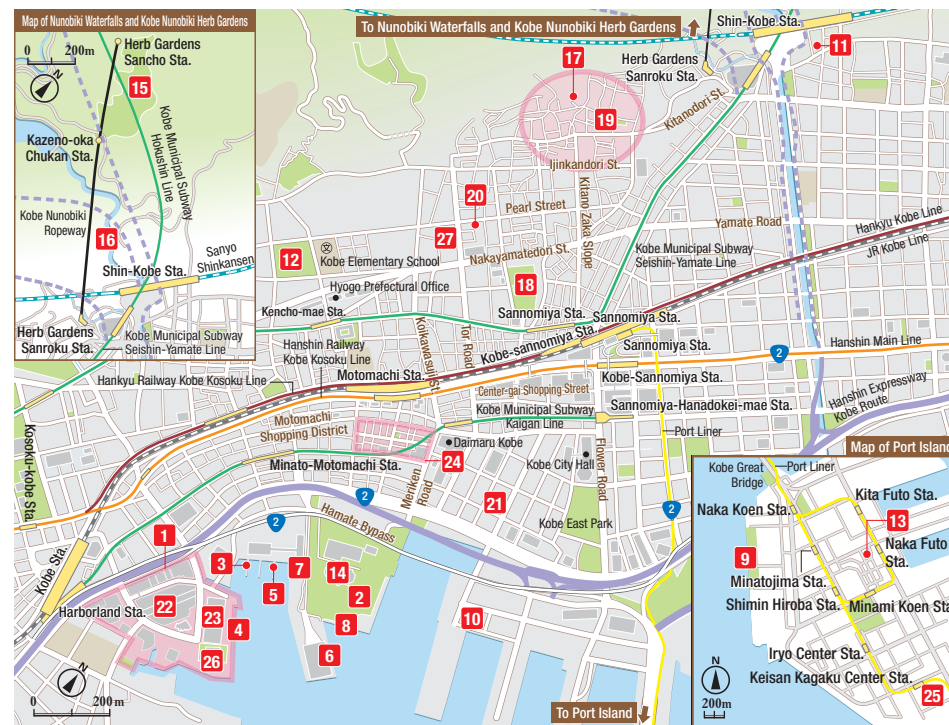 Map of Nunobiki Waterfalls and Kobe Nunobiki Herb Gardens
0 200m
N
Herb Gardens
Sancho Sta.
15
Kazeno-oka
Chukan Sta.
Kobe Municipal Subway
Hokushin Line
Kobe Nunobiki
Ropeway
16
Shin-Kobe Sta.
Sanyo
Shinkansen
Herb Gardens
Sanroku Sta.
Kobe Municipal Subway
Seishin-Yamate Line
To Nunobiki Waterfalls and Kobe Nunobiki Herb Gardens
Shin-Kobe Sta.
11
Herb Gardens
Sanroku Sta.
17
19
Kitanodori St.
Ijinkandori St.
Kitano Zaka Slope
20
Pearl Street
27
Yamate Road
Hankyu Kobe Line
JR Kobe Line
12
Kobe Elementary School
Nakayamatedori St.
Kobe Municipal Subway
Seishin-Yamate Line
Hyogo Prefectural Office
18
Kencho-mae Sta.
Sannomiya Sta.
Sannomiya Sta.
Kobe-sannomiya Sta.
Sannomiya Sta.
2
Hanshin Main Line
Koikawasuji St.
Tor Road
Hanshin Railway
Kobe Kosoku Line
Motomachi Sta.
Kobe-Sannomiya Sta.
Hankyu Railway Kobe Kosoku Line
Center-gai Shopping Street
Hanshin Expressway
Kobe Route
Kobe Municipal Subway
Kaigan Line
Sannomiya-Hanadokei-mae Sta.
Motomachi
Shopping District
Port Liner
Kosoku-kobe Sta.
Daimaru Kobe
24
Minato-Motomachi Sta.
Kobe City Hall
Flower Road
Meriken
Road
21
2
2
2
Hamate Bypass
Kobe East Park
1
Kobe Sta.
3
7
5
14
2
Harborland Sta.
22
23
4
8
10
26
6
N
0 200 m
To Port Island
Map of Port Island
Kobe Great
Bridge
Port Liner
Naka Koen Sta.
Kita Futo Sta.
13
Naka Futo
Sta.
9
Minatojima Sta.
Shimin Hiroba Sta.
Minami Koen Sta
Iryo Center Sta.
Keisan Kagaku Center Sta.
25
N
200m